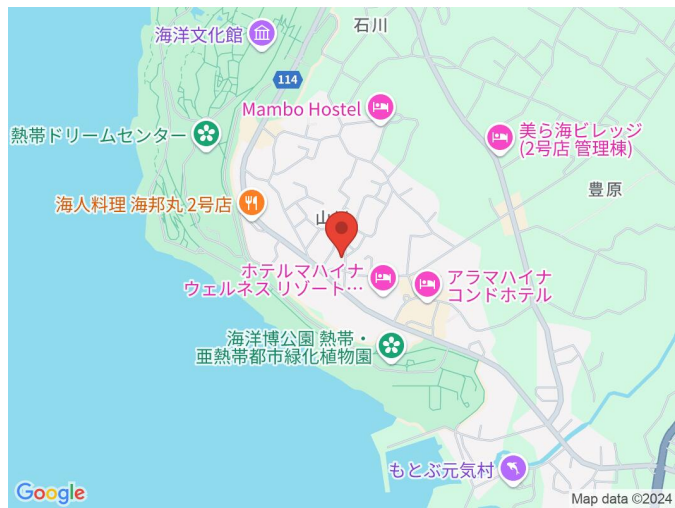 海洋文化館
石川
114
Mambo Hostel
熱帯ドリームセンター
美ら海ビレッジ
(2号店 管理棟)
豊原
海人料理 海邦丸 2号店
山
ホテルマハイナ
ウェルネス リゾート…
アラマハイナ
コンドホテル
海洋博公園 熱帯・
亜熱帯都市緑化植物園
もとぶ元気村
Google
Map data ©2024